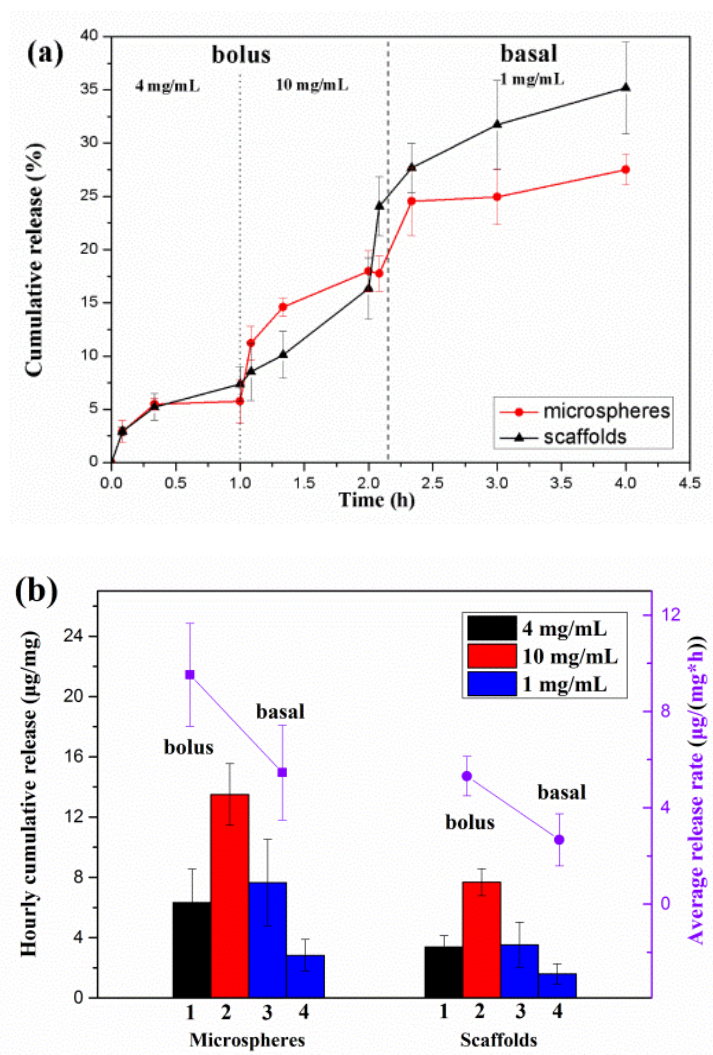 (a)
bolus
basal
4 mg/mL
10 mg/mL
1 mg/mL
40
35
30
25
20
15
10
5
0
Cumulative release (%)
microspheres
scaffolds
0.0 0.5 1.0 1.5 2.0 2.5 3.0 3.5 4.0 4.5
Time (h)
(b)
24
20
16
12
8
4
0
Hourly cumulative release (µg/mg)
4 mg/mL
10 mg/mL
1 mg/mL
bolus
basal
bolus
basal
12
8
4
0
Average release rate (µg/(mg*h))
1 2 3 4
1 2 3 4
Microspheres
Scaffolds